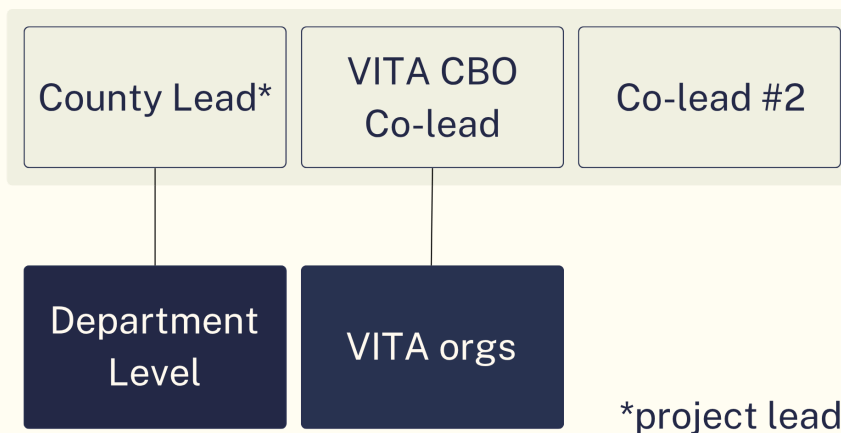 County Lead*
VITA CBO
Co-lead
Co-lead #2
Department
Level
VITA orgs
*project lead